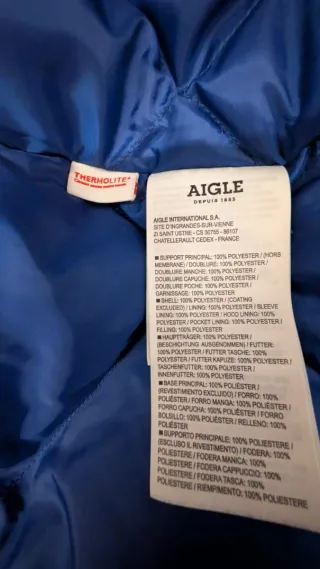 THERMOLITE®
AIGLE
DEPUIS 1853
AIGLE INTERNATIONAL S.A.
SITE D'INGRANDES-SUR-VIENNE
ZI SAINT USTRE - CS 30755 - 86107
CHATELLERAULT CEDEX - FRANCE
■ SUPPORT PRINCIPAL: 100% POLYESTER / (HORS
MEMBRANE) / DOUBLURE: 100% POLYESTER /
DOUBLURE MANCHE: 100% POLYESTER /
DOUBLURE CAPUCHE: 100% POLYESTER /
DOUBLURE POCHE: 100% POLYESTER /
GARNISSAGE: 100% POLYESTER
■ SHELL: 100% POLYESTER / (COATING
EXCLUDED) / LINING: 100% POLYESTER / SLEEVE
LINING: 100% POLYESTER / HOOD LINING: 100%
POLYESTER / POCKET LINING: 100% POLYESTER /
FILLING: 100% POLYESTER
■ HAUPTTRÄGER: 100% POLYESTER /
(BESCHICHTUNG AUSGENOMMEN) / FUTTER:
100% POLYESTER / FUTTER TASCHE: 100%
POLYESTER / FUTTER KAPUZE: 100% POLYESTER /
TASCHENFUTTER: 100% POLYESTER /
INNENFUTTER: 100% POLYESTER
■ BASE PRINCIPAL: 100% POLIÉSTER /
(REVESTIMIENTO EXCLUIDO) / FORRO: 100%
POLIÉSTER / FORRO MANGA: 100% POLIÉSTER /
FORRO CAPUCHA: 100% POLIÉSTER / FORRO
BOLSILLO: 100% POLIÉSTER / RELLENO: 100%
POLIÉSTER
■ SUPPORTO PRINCIPALE: 100% POLIESTERE /
(ESCLUSO IL RIVESTIMENTO) / FODERA: 100%
POLIESTERE / FODERA MANICA: 100%
POLIESTERE / FODERA CAPPUCCIO: 100%
POLIESTERE / FODERA TASCA: 100%
POLIESTERE / RIEMPIMENTO: 100% POLIESTERE